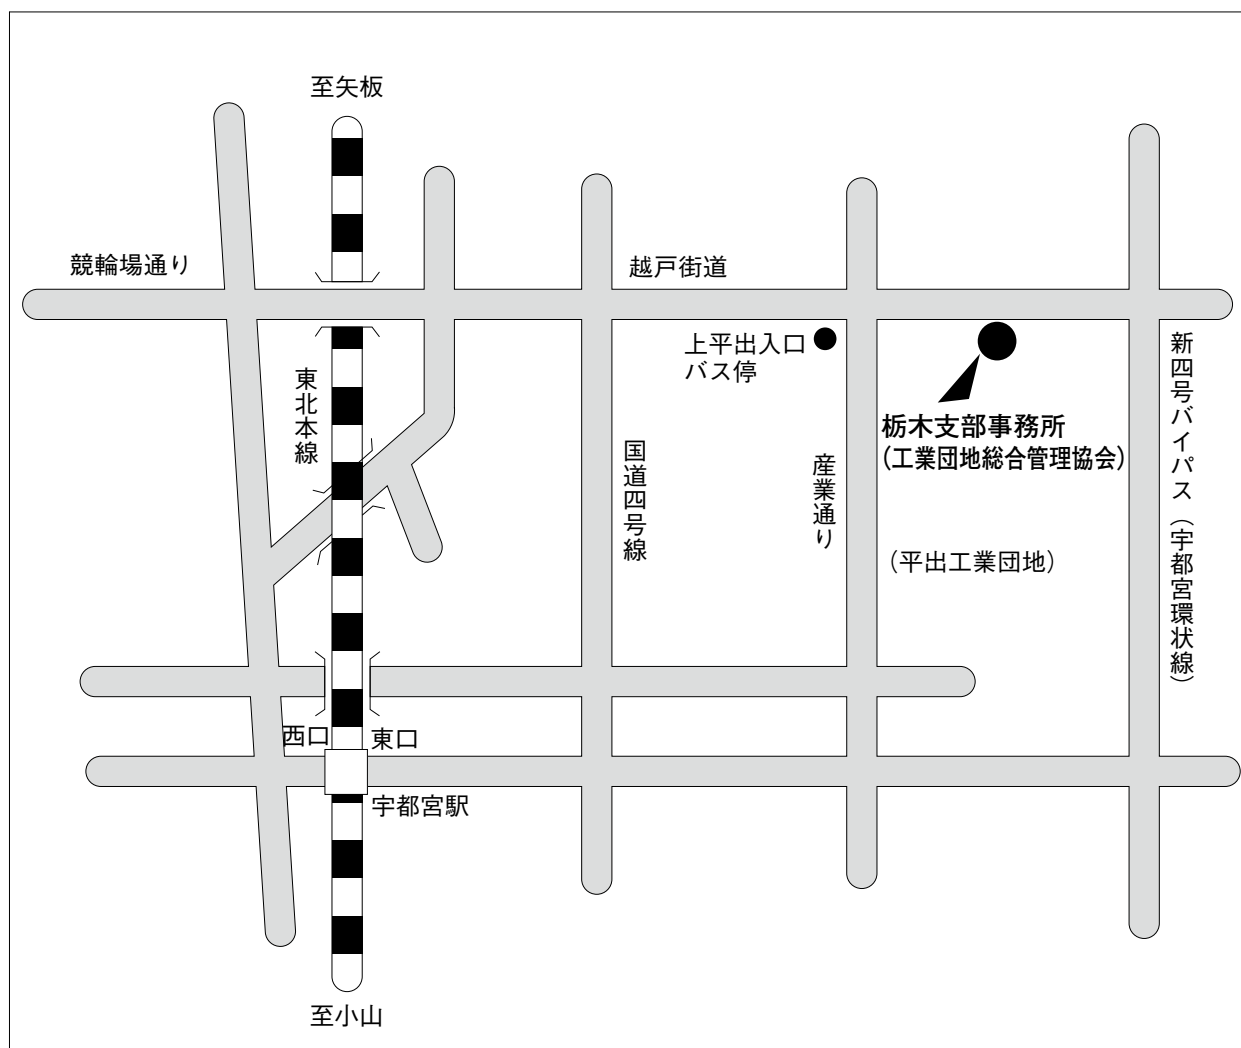 至矢板
競輪場通り
越戸街道
上平出入口
バス停
東北本線
国道四号線
産業通り
栃木支部事務所
(工業団地総合管理協会)
(平出工業団地)
新四号バイパス(宇都宮環状線)
西口
東口
宇都宮駅
至小山